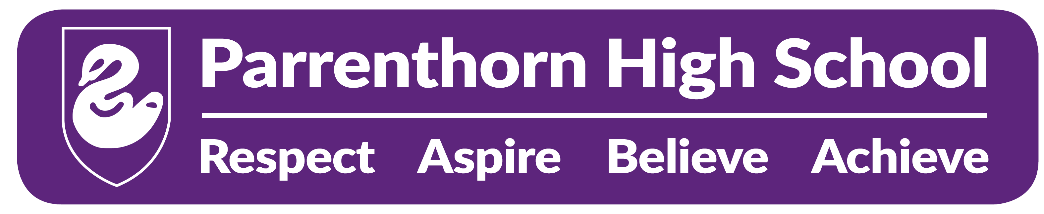 Parrenthorn High School
Respect Aspire Believe Achieve